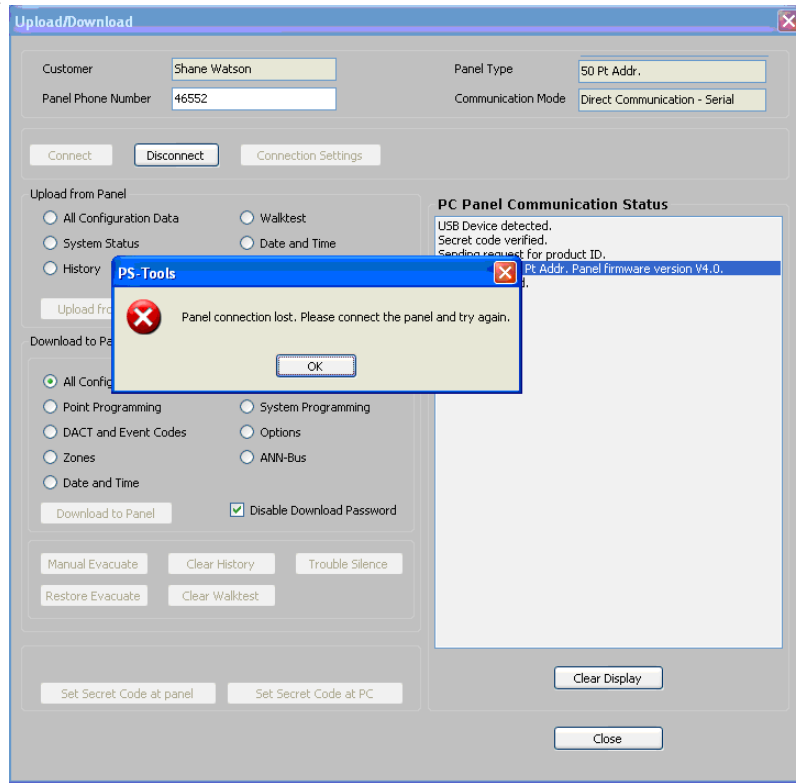 Upload/Download
Customer Shane Watson Panel Type 50 Pt Addr.
Panel Phone Number 46552 Communication Mode Direct Communication - Serial
Connect Disconnect Connection Settings
Upload from Panel
All Configuration Data Walktest
System Status Date and Time
History
Upload
PC Panel Communication Status
USB Device detected.
Secret code verified.
Sending request for product ID.
Pt Addr. Panel firmware version V4.0.
PS-Tools
Panel connection lost. Please connect the panel and try again.
OK
Download to
All
Point Programming System Programming
DACT and Event Codes Options
Zones ANN-Bus
Date and Time
Download to Panel Disable Download Password
Manual Evacuate Clear History Trouble Silence
Restore Evacuate Clear Walktest
Set Secret Code at panel Set Secret Code at PC
Clear Display
Close